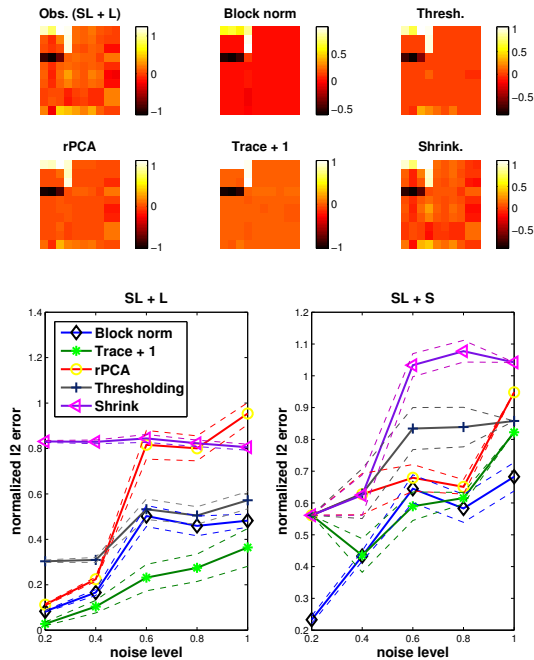 Obs. (SL + L)
Block norm
Thresh.
1
0
−1
1
0.5
0
−0.5
1
0.5
0
−0.5
rPCA
Trace + 1
Shrink.
1
0
−1
1
0
−1
1
0.5
0
−0.5
SL + L
SL + S
normalized l2 error
1.4
1.2
1
0.8
0.6
0.4
0.2
0
Block norm
Trace + 1
rPCA
Thresholding
Shrink
0.2
0.4
0.6
0.8
1
noise level
normalized l2 error
1.2
1.1
1
0.9
0.8
0.7
0.6
0.5
0.4
0.3
0.2
0.2
0.4
0.6
0.8
1
noise level